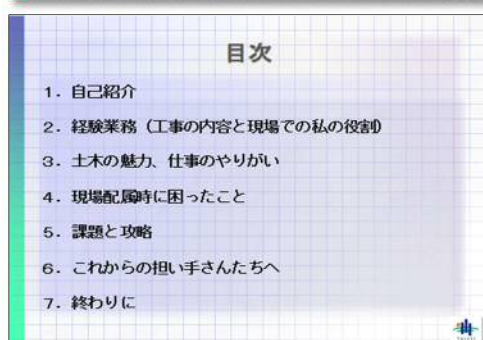 目次
1．自己紹介
2．経験業務（工事の内容と現場での私の役割）
3．土木の魅力、仕事のやりがい
4．現場配属時に困ったこと
5．課題と攻略
6．これからの担い手さんたちへ
7．終わりに